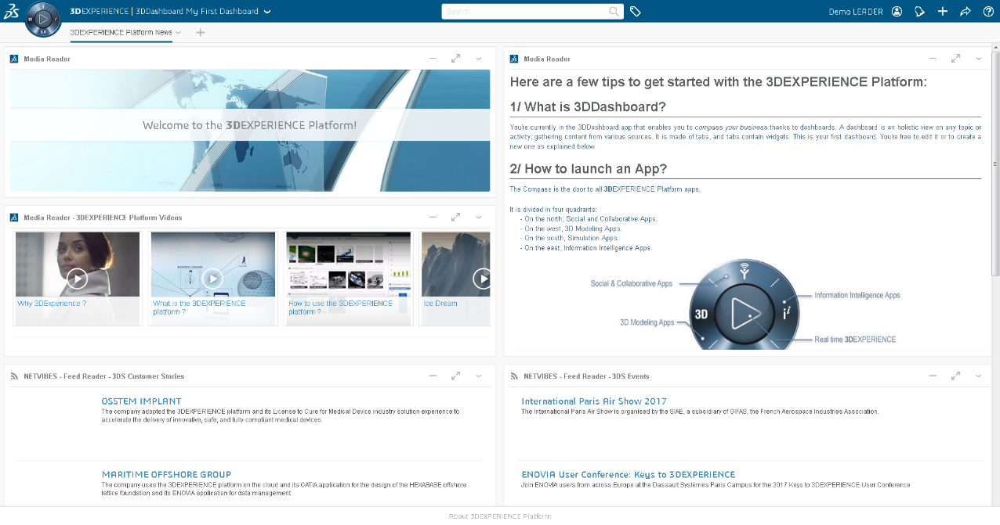 3DEXPERIENCE | 3DDashboard My First Dashboard
Search
Demo LEADER
3DEXPERIENCE Platform News
Media Reader
Welcome to the 3DEXPERIENCE Platform!
Media Reader - 3DEXPERIENCE Platform Videos
Why 3DExperience ?
What is the 3DEXPERIENCE
platform ?
How to use the 3DEXPERIENCE
platform ?
Ice Dream
NETVIBES - Feed Reader - 3DS Customer Stories
OSSTEM IMPLANT
The company adopted the 3DEXPERIENCE platform and its License to Cure for Medical Device industry solution experience to
accelerate the delivery of innovative, safe, and fully-compliant medical devices.
MARITIME OFFSHORE GROUP
The company uses the 3DEXPERIENCE platform on the cloud and its CATIA application for the design of the HEXABASE offshore
lattice foundation and its ENOVIA application for data management.
Media Reader
Here are a few tips to get started with the 3DEXPERIENCE Platform:
1/ What is 3DDashboard?
You're currently in the 3DDashboard app that enables you to compass your business thanks to dashboards. A dashboard is an holistic view on any topic or
activity, gathering content from various sources. It is made of tabs, and tabs contain widgets. This is your first dashboard. You're free to edit it or to create a
new one as explained below.
2/ How to launch an App?
The Compass is the door to all 3DEXPERIENCE Platform apps.
It is divided in four quadrants:
- On the north, Social and Collaborative Apps.
- On the west, 3D Modeling Apps.
- On the south, Simulation Apps.
- On the east, Information Intelligence Apps.
Social & Collaborative Apps
Information Intelligence Apps
3D
i²
3D Modeling Apps
Real time 3DEXPERIENCE
NETVIBES - Feed Reader - 3DS Events
International Paris Air Show 2017
The International Paris Air Show is organised by the SIAE, a subsidiary of GIFAS, the French Aerospace Industries Association.
ENOVIA User Conference: Keys to 3DEXPERIENCE
Join ENOVIA users from across Europe at the Dassault Systèmes Paris Campus for the 2017 Keys to 3DEXPERIENCE User Conference
About 3DEXPERIENCE Platform